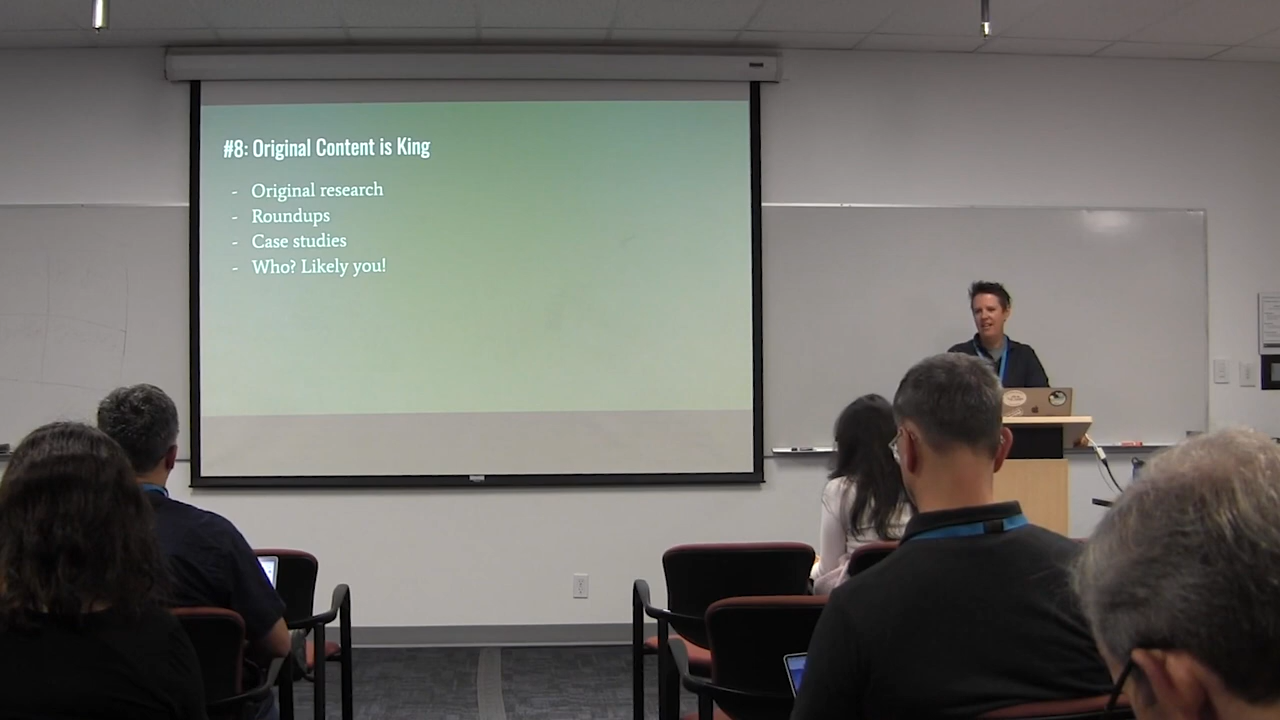 #8: Original Content is King
- Original research
- Roundups
- Case studies
- Who? Likely you!